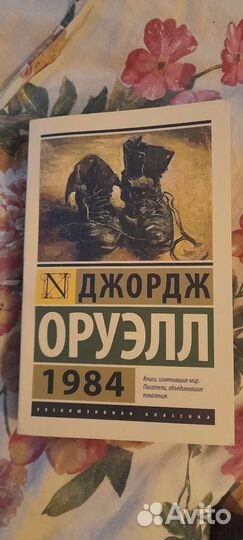 N
ДЖОРДЖ
ОРУЭЛЛ
1984
Книги, изменившие мир.
Писатели, объединившие
поколения.
ЭКСКЛЮЗИВНАЯ КЛАССИКА
Avito